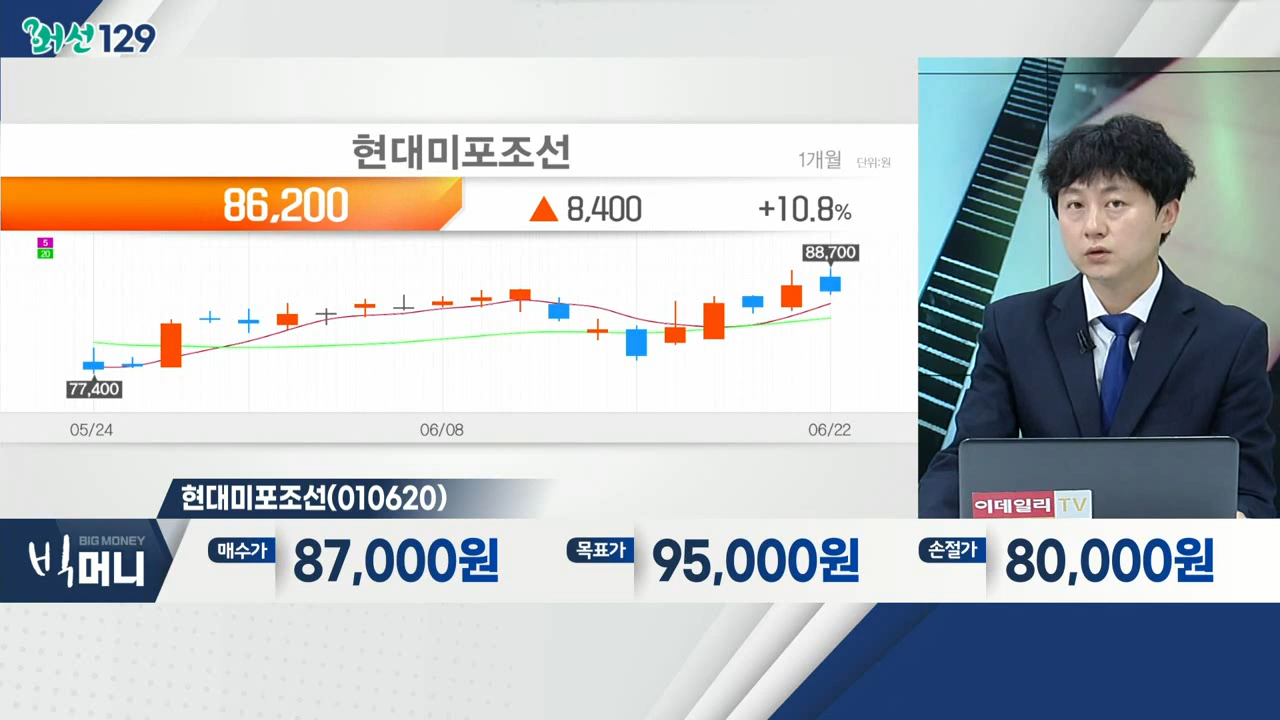 머선129
현대미포조선
1개월 단위:원
86,200 ▲ 8,400 +10.8%
5
20
88,700
77,400
05/24 06/08 06/22
이데일리TV
현대미포조선(010620)
BIG MONEY
빅머니
매수가 87,000원 목표가 95,000원 손절가 80,000원